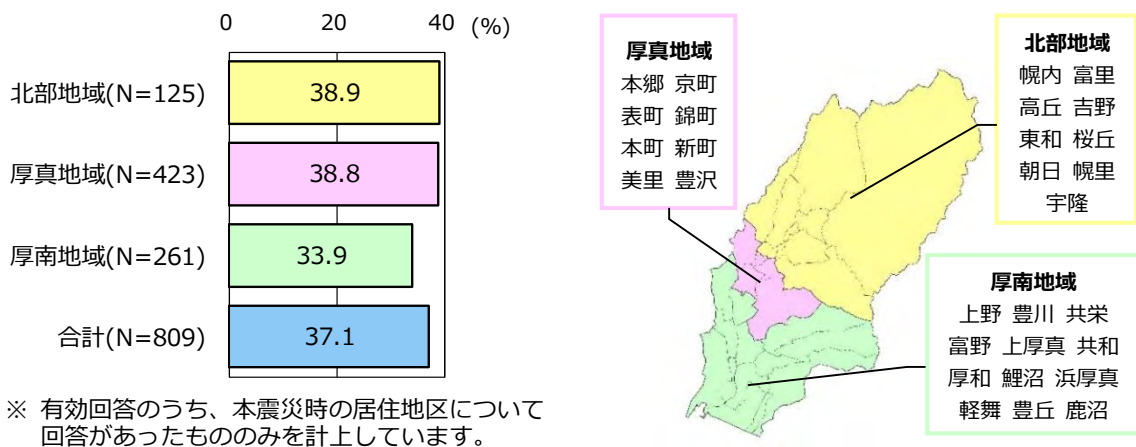 0 20 40 (%)
北部地域(N=125) 38.9
厚真地域(N=423) 38.8
厚南地域(N=261) 33.9
合計(N=809) 37.1
※ 有効回答のうち、本震災時の居住地区について
回答があったもののみを計上しています。
厚真地域
本郷 京町
表町 錦町
本町 新町
美里 豊沢
北部地域
幌内 富里
高丘 吉野
東和 桜丘
朝日 幌里
宇隆
厚南地域
上野 豊川 共栄
富野 上厚真 共和
厚和 鯉沼 浜厚真
軽舞 豊丘 鹿沼